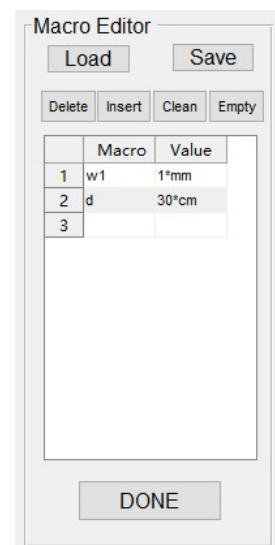 Macro Editor
Load Save
Delete Insert Clean Empty
Macro Value
1 w1 1*mm
2 d 30*cm
3
DONE